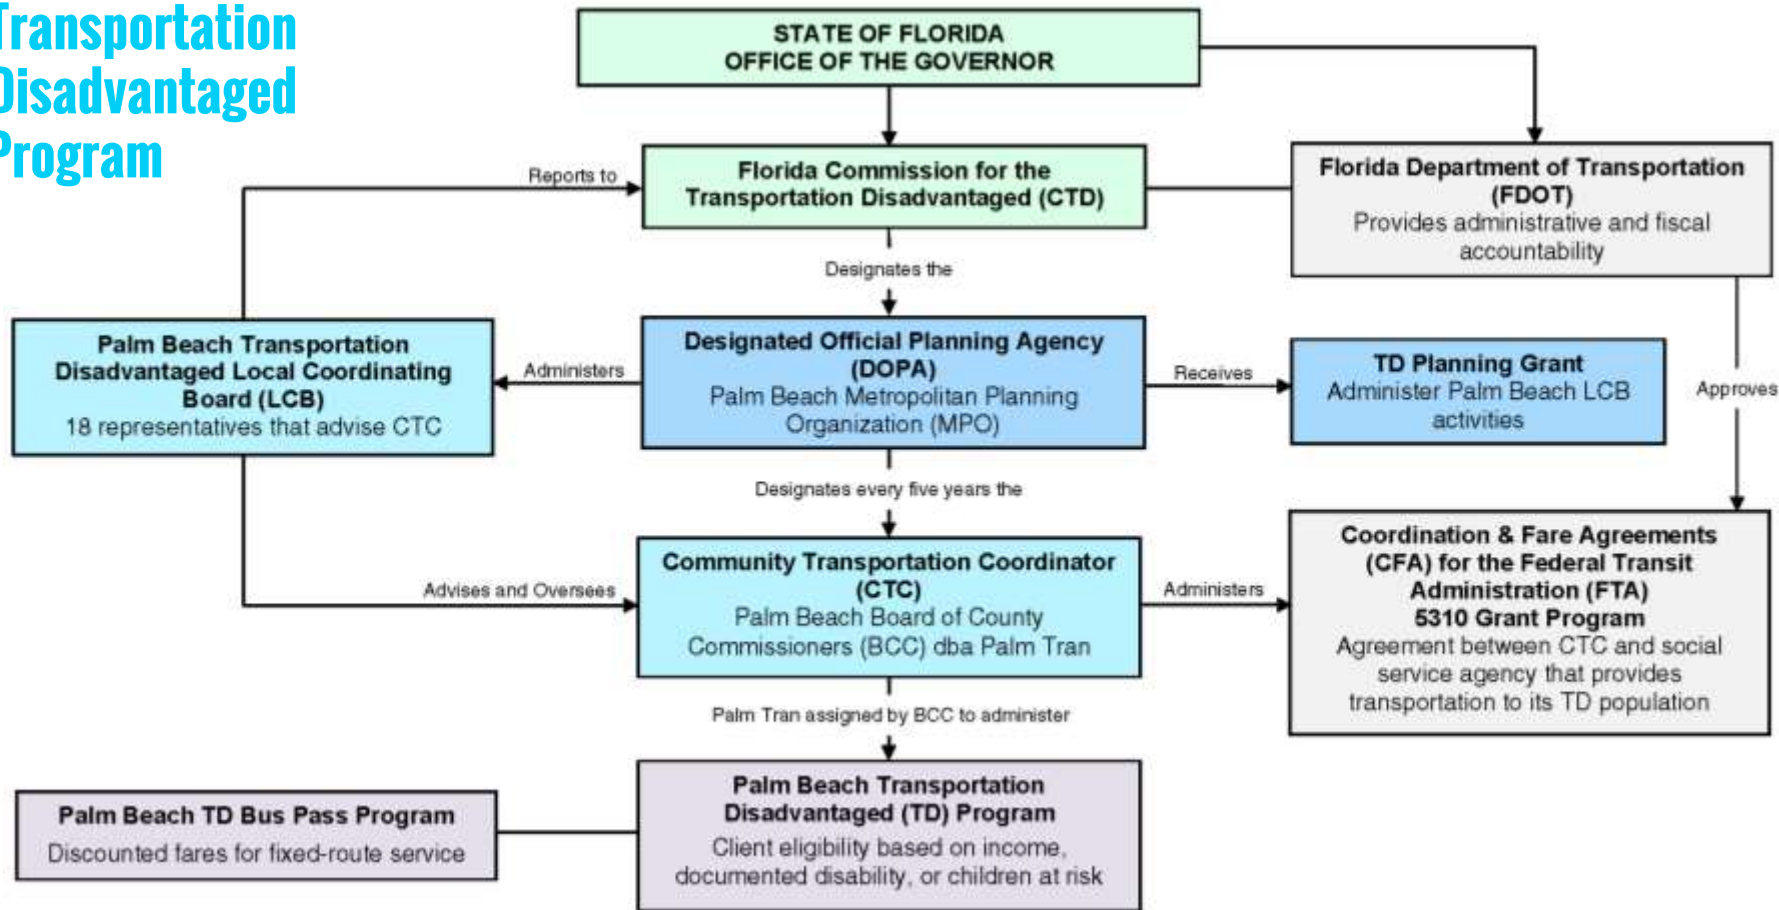 Transportation
Disadvantaged
Program
STATE OF FLORIDA
OFFICE OF THE GOVERNOR
Reports to
Florida Commission for the
Transportation Disadvantaged (CTD)
Florida Department of Transportation
(FDOT)
Provides administrative and fiscal
accountability
Designates the
Palm Beach Transportation
Disadvantaged Local Coordinating
Board (LCB)
18 representatives that advise CTC
Administers
Designated Official Planning Agency
(DOPA)
Palm Beach Metropolitan Planning
Organization (MPO)
Receives
TD Planning Grant
Administer Palm Beach LCB
activities
Approves
Designates every five years the
Advises and Oversees
Community Transportation Coordinator
(CTC)
Palm Beach Board of County
Commissioners (BCC) dba Palm Tran
Administers
Coordination & Fare Agreements
(CFA) for the Federal Transit
Administration (FTA)
5310 Grant Program
Agreement between CTC and social
service agency that provides
transportation to its TD population
Palm Tran assigned by BCC to administer
Palm Beach TD Bus Pass Program
Discounted fares for fixed-route service
Palm Beach Transportation
Disadvantaged (TD) Program
Client eligibility based on income,
documented disability, or children at risk